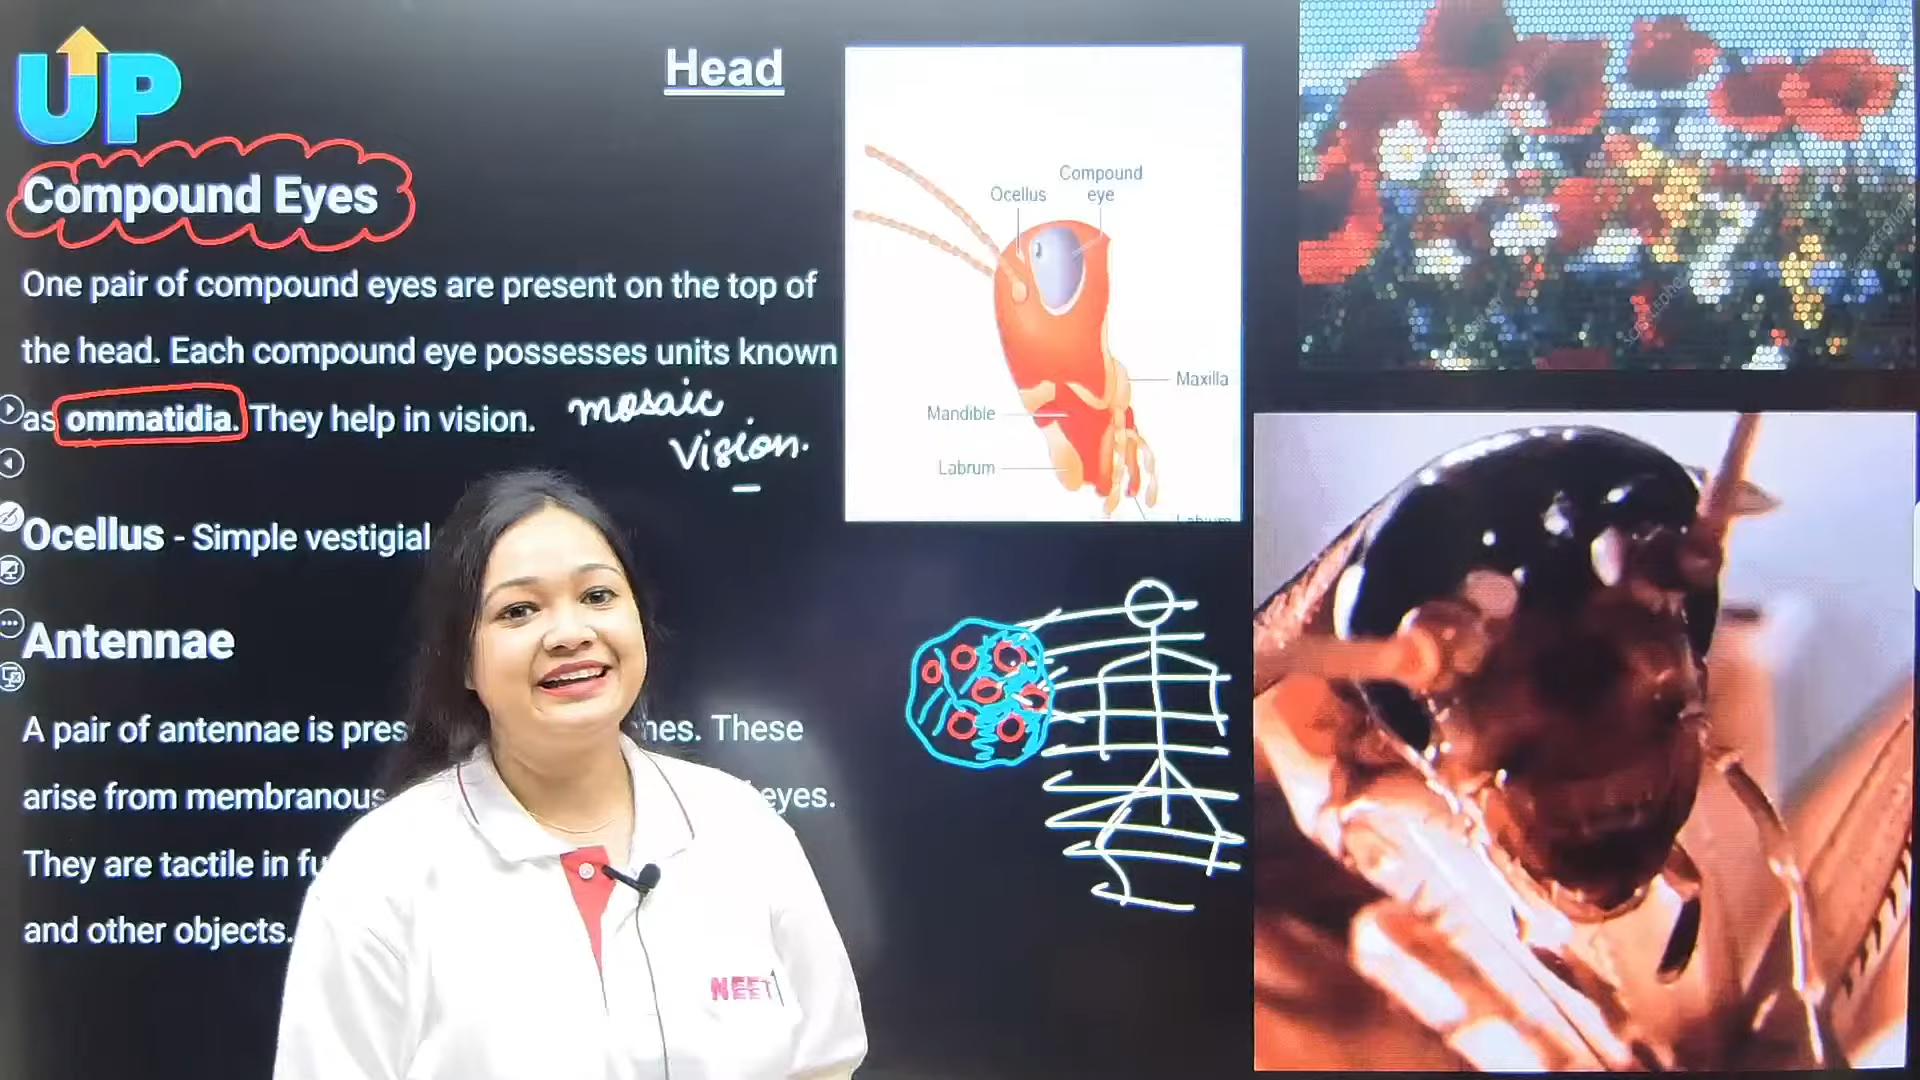 UP
Head
Compound Eyes
One pair of compound eyes are present on the top of
the head. Each compound eye possesses units known
as ommatidia. They help in vision.
mosaic
vision.
Ocellus - Simple vestigial
Antennae
A pair of antennae is pres
nes. These
arise from membranous
eyes.
They are tactile in fu
and other objects.
Ocellus
Compound
eye
Maxilla
Mandible
Labrum
Labium
NEET